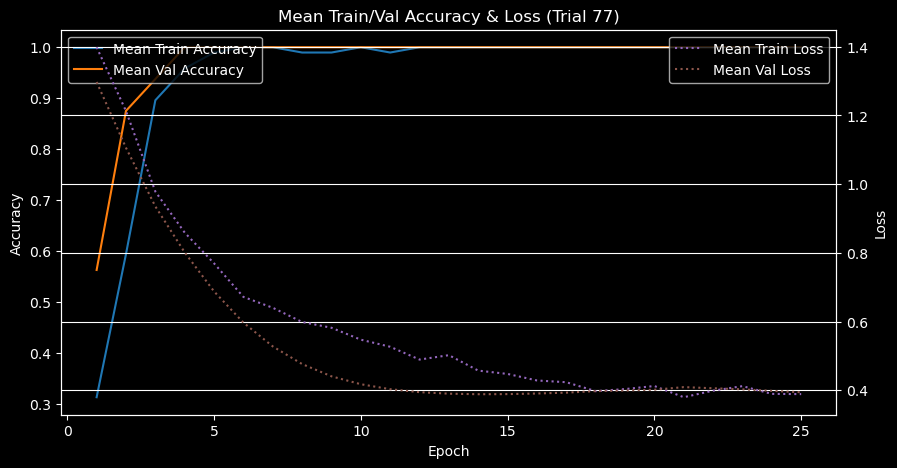 Mean Train/Val Accuracy & Loss (Trial 77)
Mean Train Accuracy
Mean Val Accuracy
Mean Train Loss
Mean Val Loss
1.0
0.9
0.8
0.7
0.6
0.5
0.4
0.3
Accuracy
1.4
1.2
1.0
0.8
0.6
0.4
Loss
0 5 10 15 20 25
Epoch